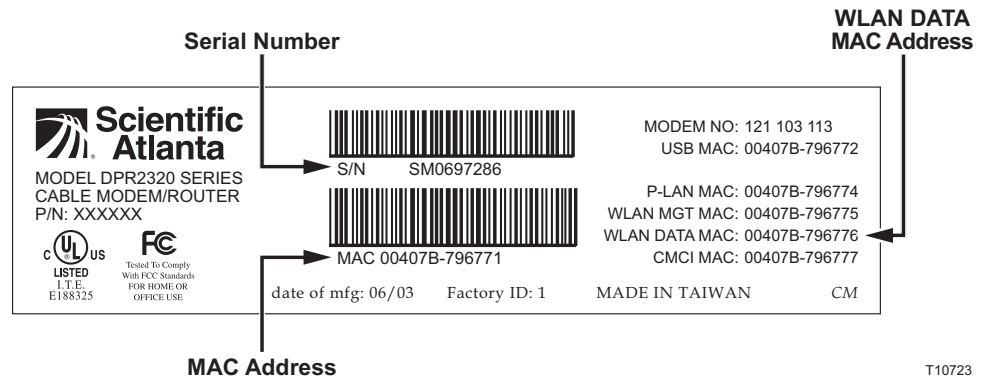 WLAN DATA
MAC Address
Serial Number
Scientific
Atlanta
MODEL DPR2320 SERIES
CABLE MODEM/ROUTER
P/N: XXXXXX
C UL US
LISTED
I.T.E.
E188325
FC
Tested To Comply
With FCC Standards
FOR HOME OR
OFFICE USE
S/N SM0697286
MAC 00407B-796771
MODEM NO: 121 103 113
USB MAC: 00407B-796772
P-LAN MAC: 00407B-796774
WLAN MGT MAC: 00407B-796775
WLAN DATA MAC: 00407B-796776
CMCI MAC: 00407B-796777
date of mfg: 06/03 Factory ID: 1 MADE IN TAIWAN CM
MAC Address
T10723